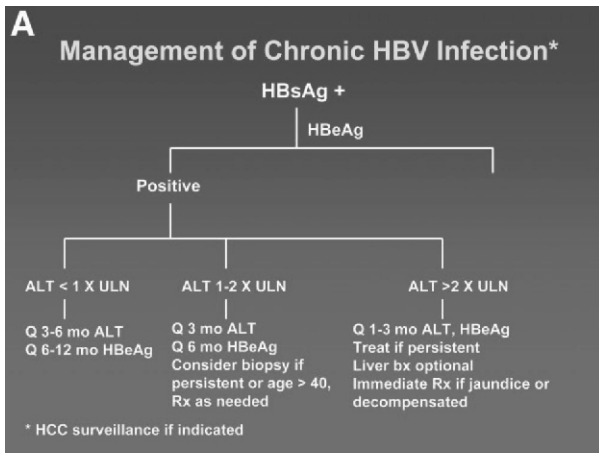 A
Management of Chronic HBV Infection*
HBsAg +
HBeAg
Positive
ALT < 1 X ULN
Q 3-6 mo ALT
Q 6-12 mo HBeAg
ALT 1-2 X ULN
Q 3 mo ALT
Q 6 mo HBeAg
Consider biopsy if
persistent or age > 40,
Rx as needed
ALT >2 X ULN
Q 1-3 mo ALT, HBeAg
Treat if persistent
Liver bx optional
Immediate Rx if jaundice or
decompensated
* HCC surveillance if indicated